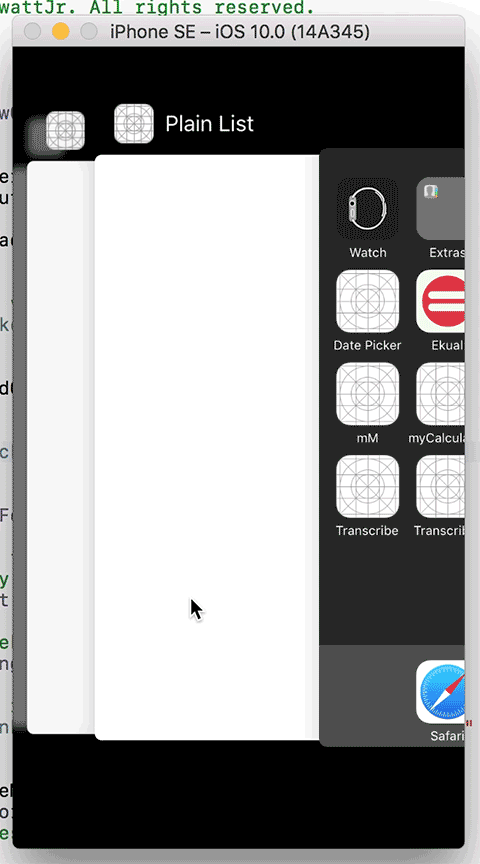 wattJr. All rights reserved.
iPhone SE – iOS 10.0 (14A345)
Plain List
Watch
Extras
Date Picker
Ekual
mM
myCalcula
Transcribe
Transcrib
Safari